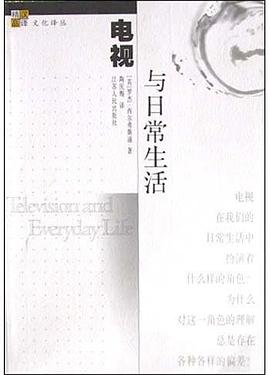 精汉
品译 文化译丛
电视
与日常生活
[英]罗杰·西尔弗斯通 著
陶庆梅 译
江苏人民出版社
Television and
Everyday Life
电视
在我们的
日常生活中
扮演着
什么样的角色
为什么
对这一角色的理解
总是存在
各种各样的偏差?